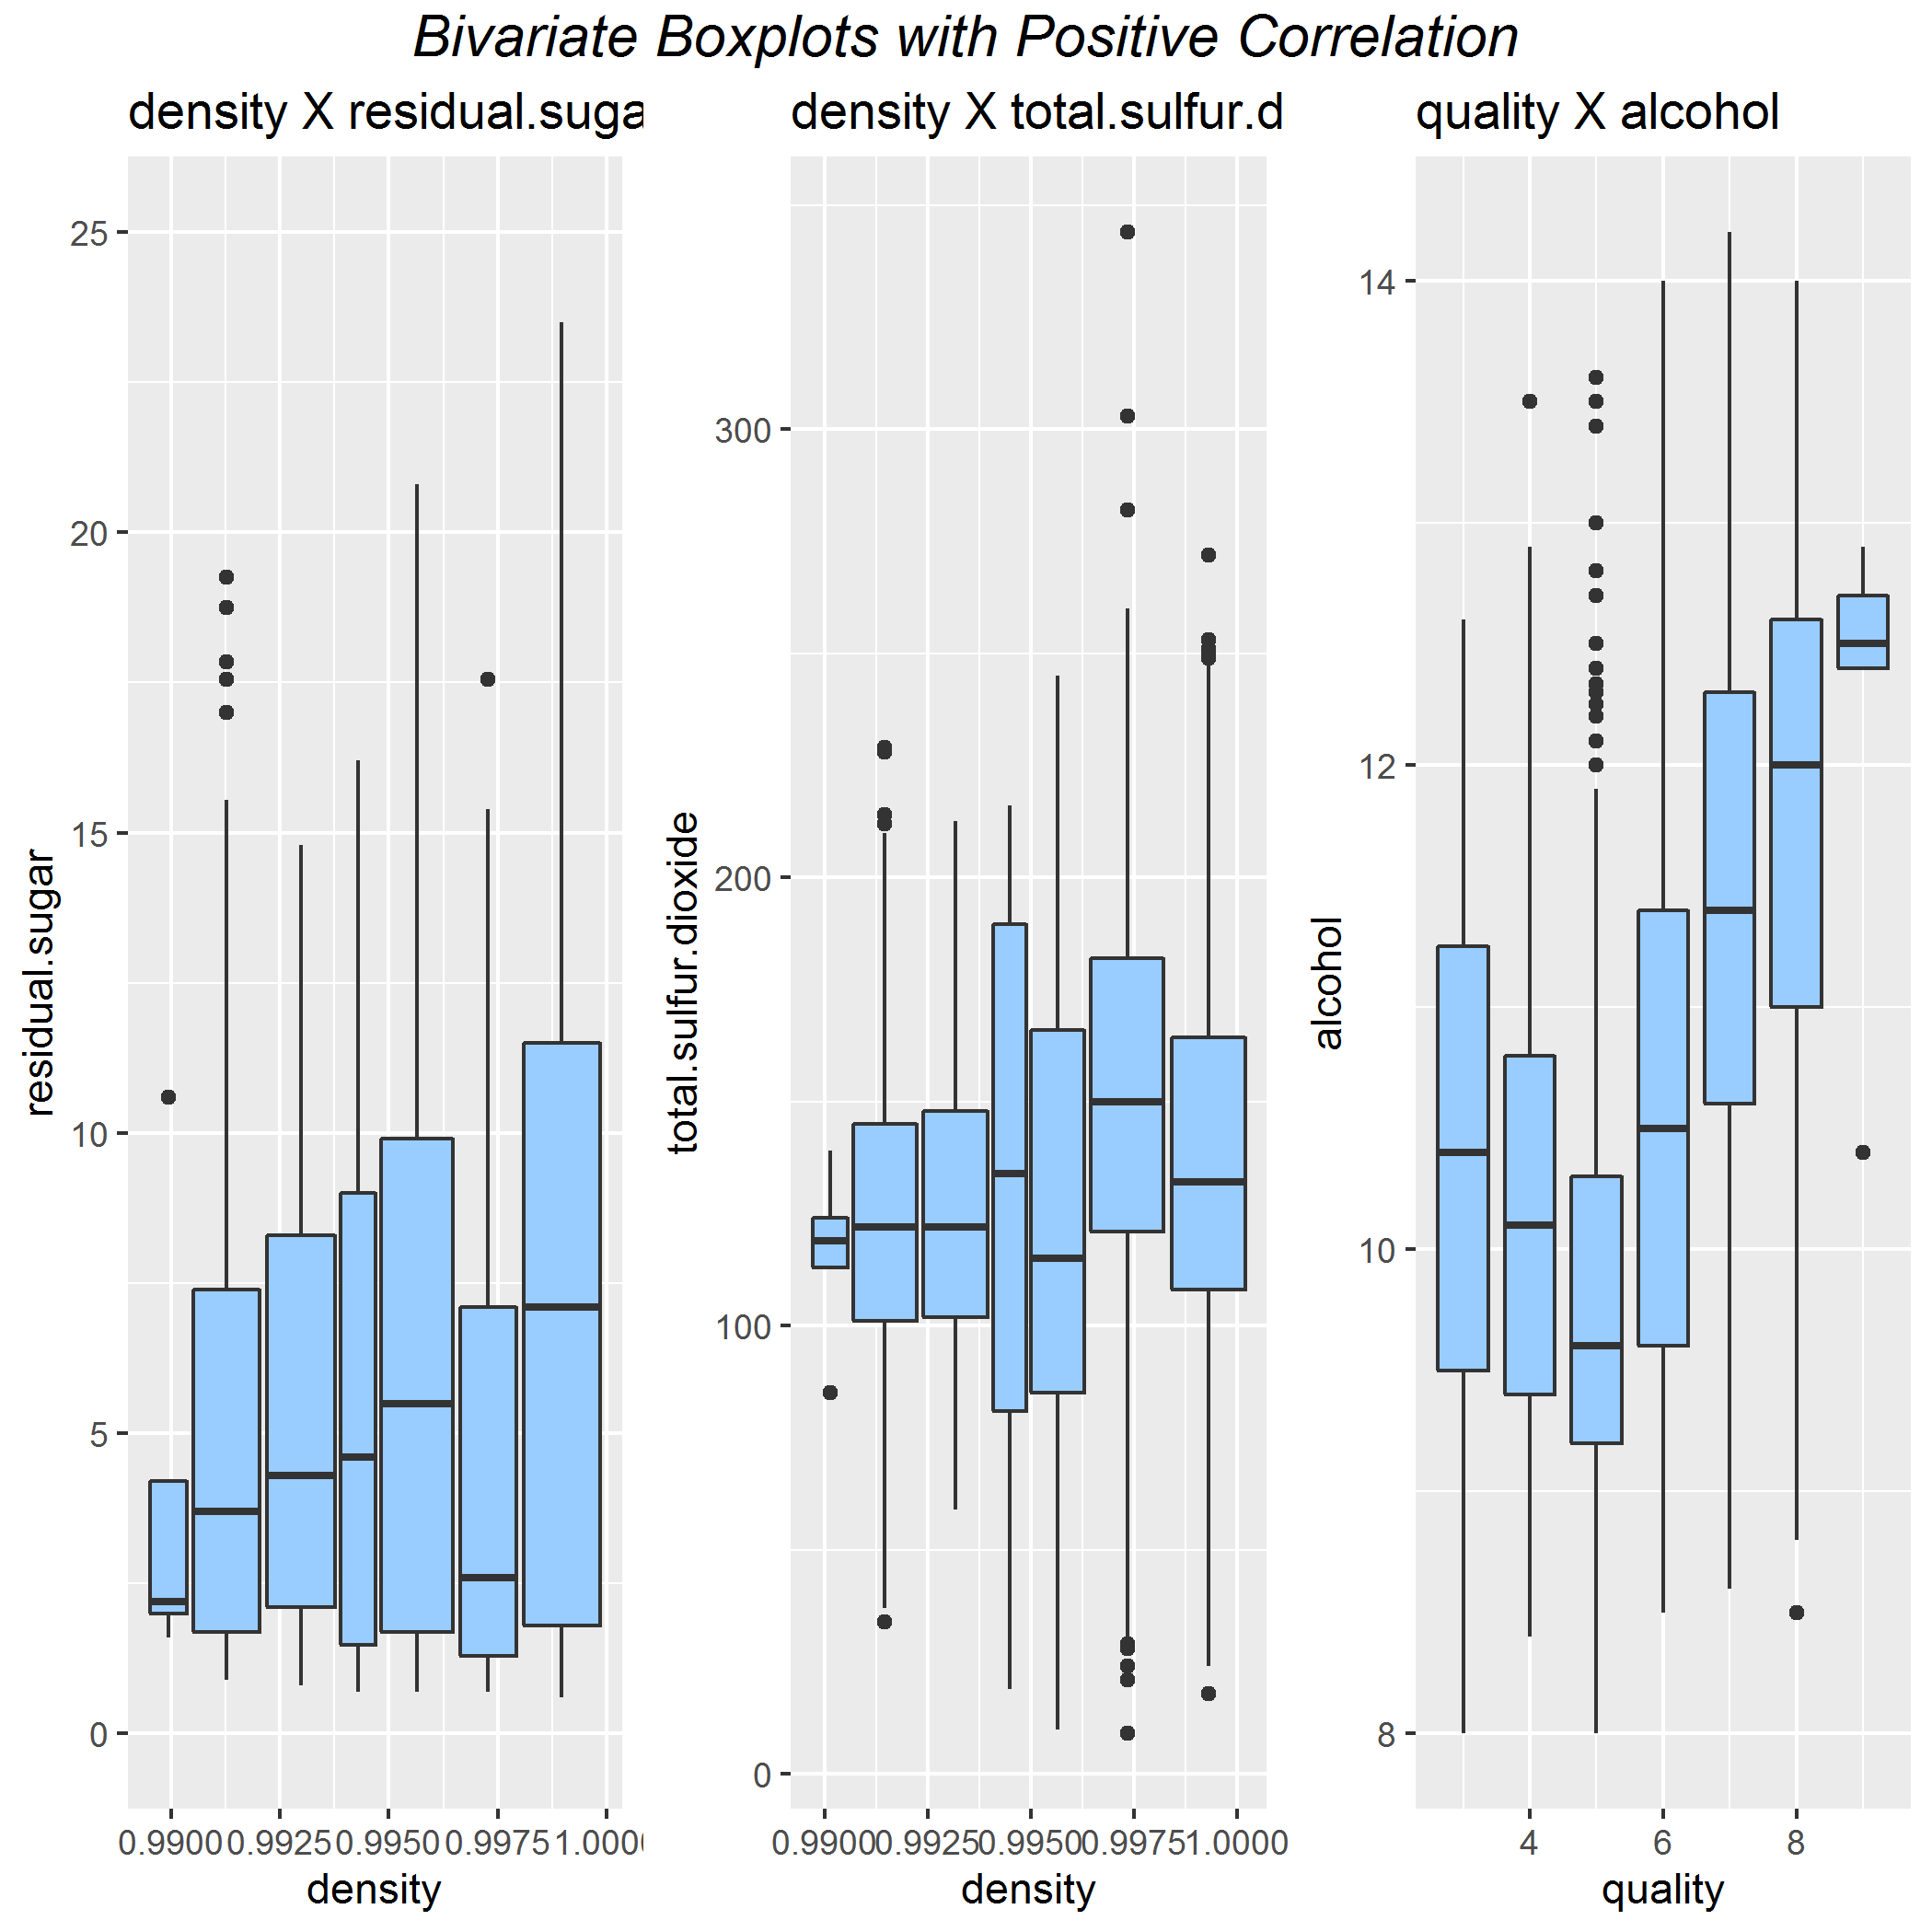 Bivariate Boxplots with Positive Correlation
density X residual.suga
density X total.sulfur.d
quality X alcohol
25
20
15
10
5
0
residual.sugar
0.9900 0.9925 0.9950 0.9975 1.000
density
300
200
100
0
total.sulfur.dioxide
0.9900 0.9925 0.9950 0.9975 1.0000
density
14
12
10
8
alcohol
4 6 8
quality